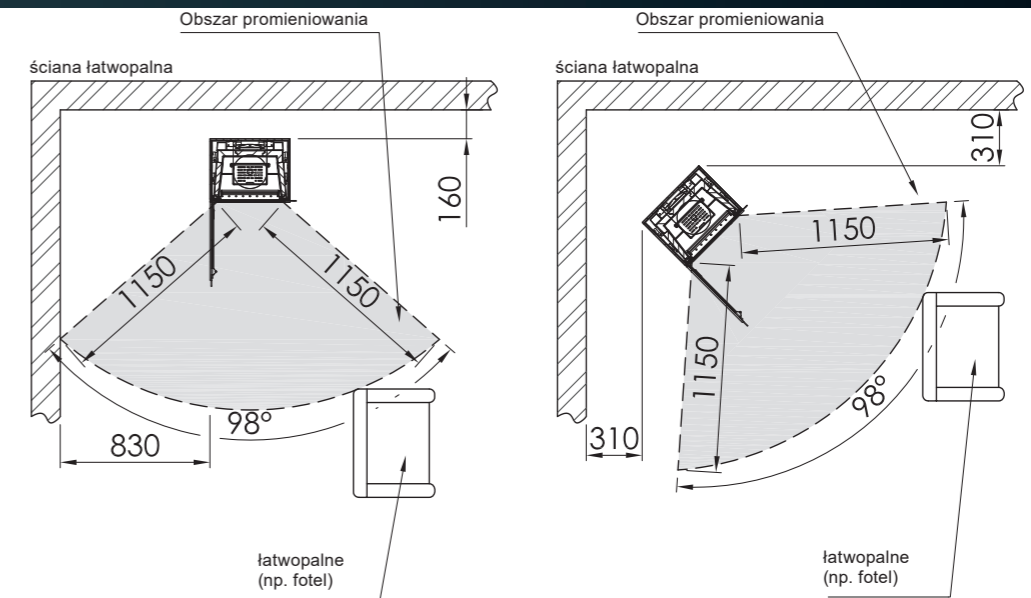 Obszar promieniowania
ściana łatwopalna
160
1150
1150
98°
830
łatwopalne
(np. fotel)
Obszar promieniowania
ściana łatwopalna
310
1150
1150
98°
310
łatwopalne
(np. fotel)